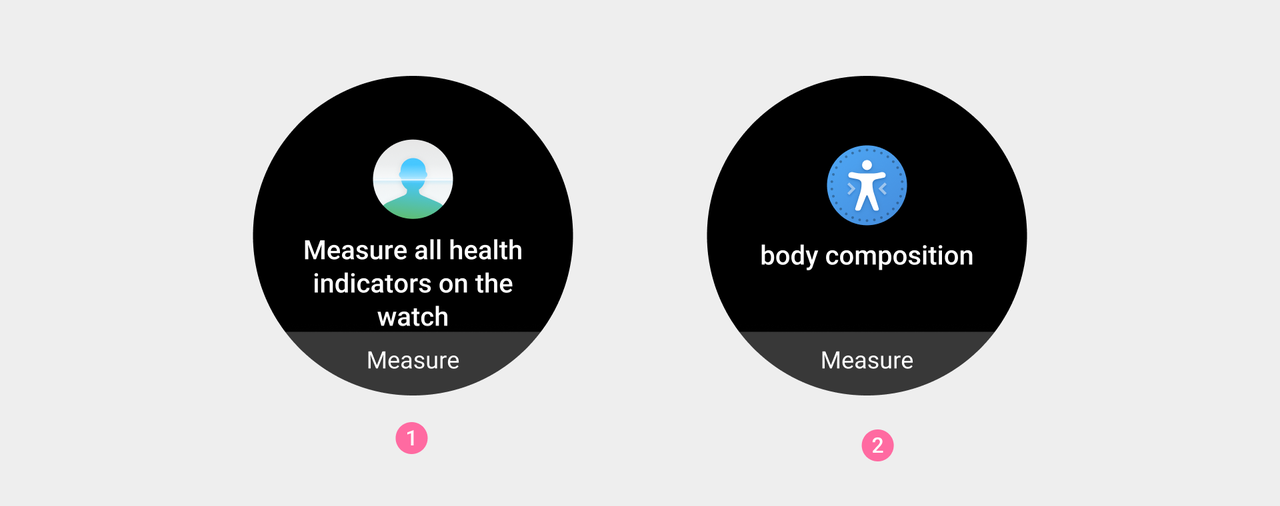 Measure all health
indicators on the
watch
Measure
1
body composition
Measure
2